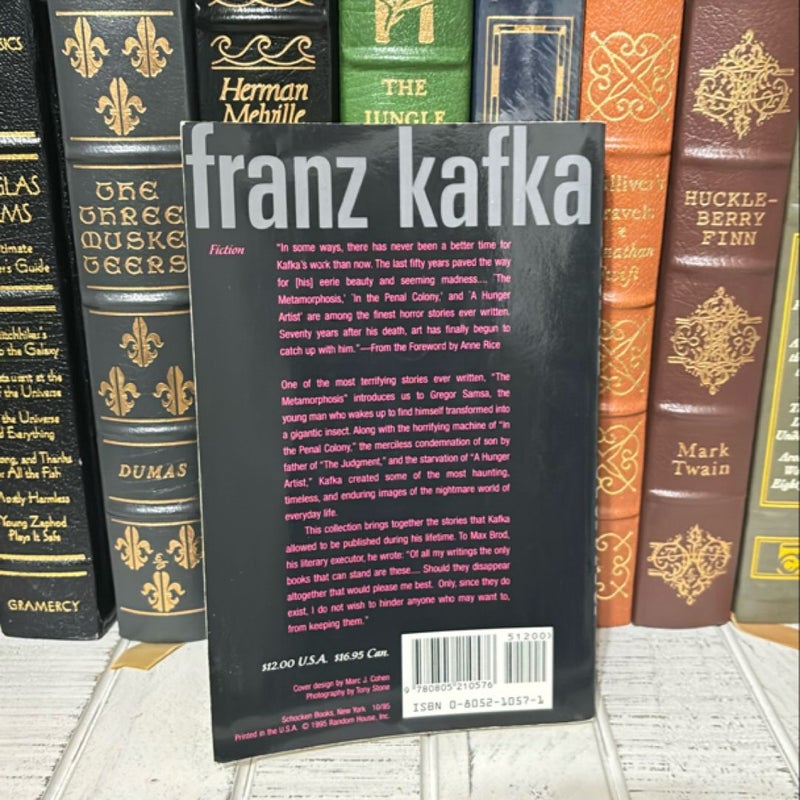 Herman
Melville
THE
JUNGLE
THE
THREE
MUSKE
TEERS
DUMAS
GRAMERCY
HUCKLE-
BERRY
FINN
Mark
Twain
to the Galaxy
the Universe
the Universe
and Thanks
All the Fish
Mostly Harmless
Young Zaphod
Plays It Safe
franz kafka
Fiction
"In some ways, there has never been a better time for
Kafka's work than now. The last fifty years paved the way
for [his] eerie beauty and seeming madness.... 'The
Metamorphosis,' 'In the Penal Colony,' and 'A Hunger
Artist' are among the finest horror stories ever written.
Seventy years after his death, art has finally begun to
catch up with him."—From the Foreword by Anne Rice
One of the most terrifying stories ever written, "The
Metamorphosis" introduces us to Gregor Samsa, the
young man who wakes up to find himself transformed into
a gigantic insect. Along with the horrifying machine of "In
the Penal Colony," the merciless condemnation of son by
father of "The Judgment," and the starvation of "A Hunger
Artist," Kafka created some of the most haunting,
timeless, and enduring images of the nightmare world of
everyday life.
This collection brings together the stories that Kafka
allowed to be published during his lifetime. To Max Brod,
his literary executor, he wrote: "Of all my writings the only
books that can stand are these.... Should they disappear
altogether that would please me best. Only, since they do
exist, I do not wish to hinder anyone who may want to,
from keeping them."
$12.00 U.S.A. $16.95 Can.
Cover design by Marc J. Cohen
Photography by Tony Stone
Schocken Books, New York 10/95
Printed in the U.S.A. © 1995 Random House, Inc.
51200
9 780805 210576
ISBN 0-8052-1057-1